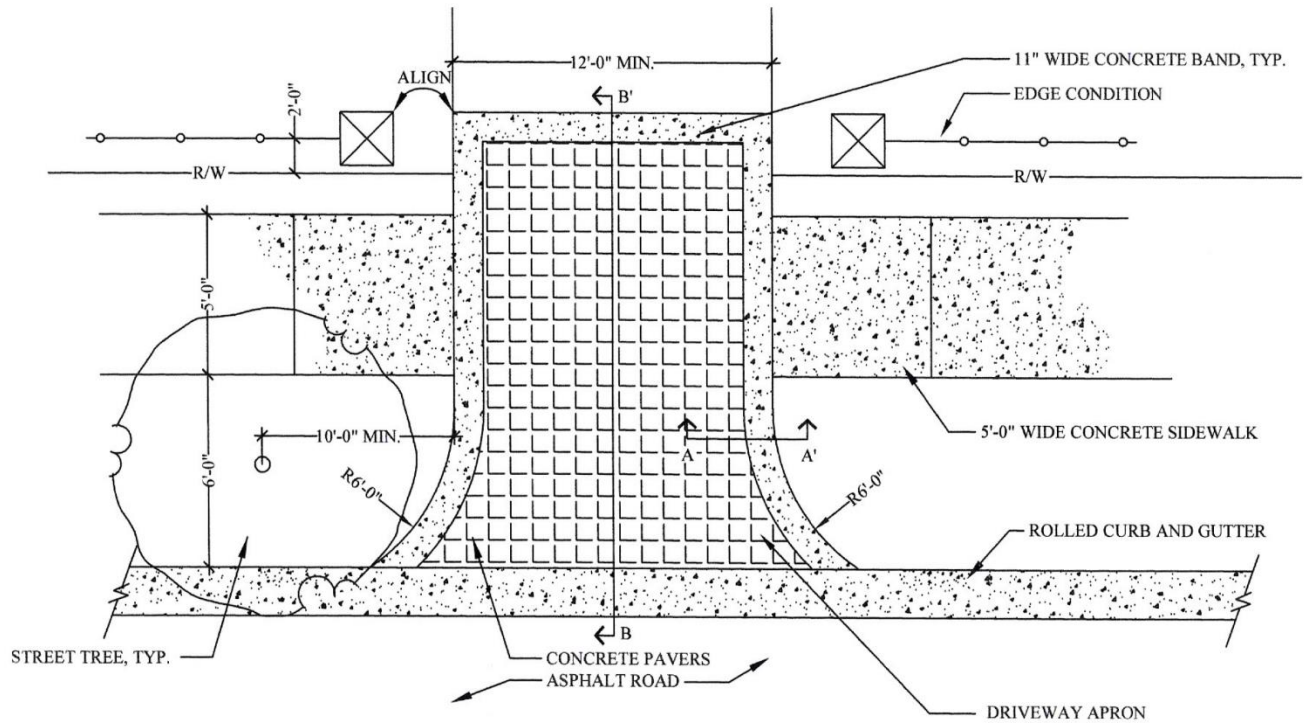 12'-0" MIN.
11" WIDE CONCRETE BAND, TYP.
ALIGN
B'
EDGE CONDITION
2'-0"
R/W
R/W
5'-0"
10'-0" MIN.
A
A'
5'-0" WIDE CONCRETE SIDEWALK
6'-0"
R6'-0"
R6'-0"
ROLLED CURB AND GUTTER
B
STREET TREE, TYP.
CONCRETE PAVERS
ASPHALT ROAD
DRIVEWAY APRON